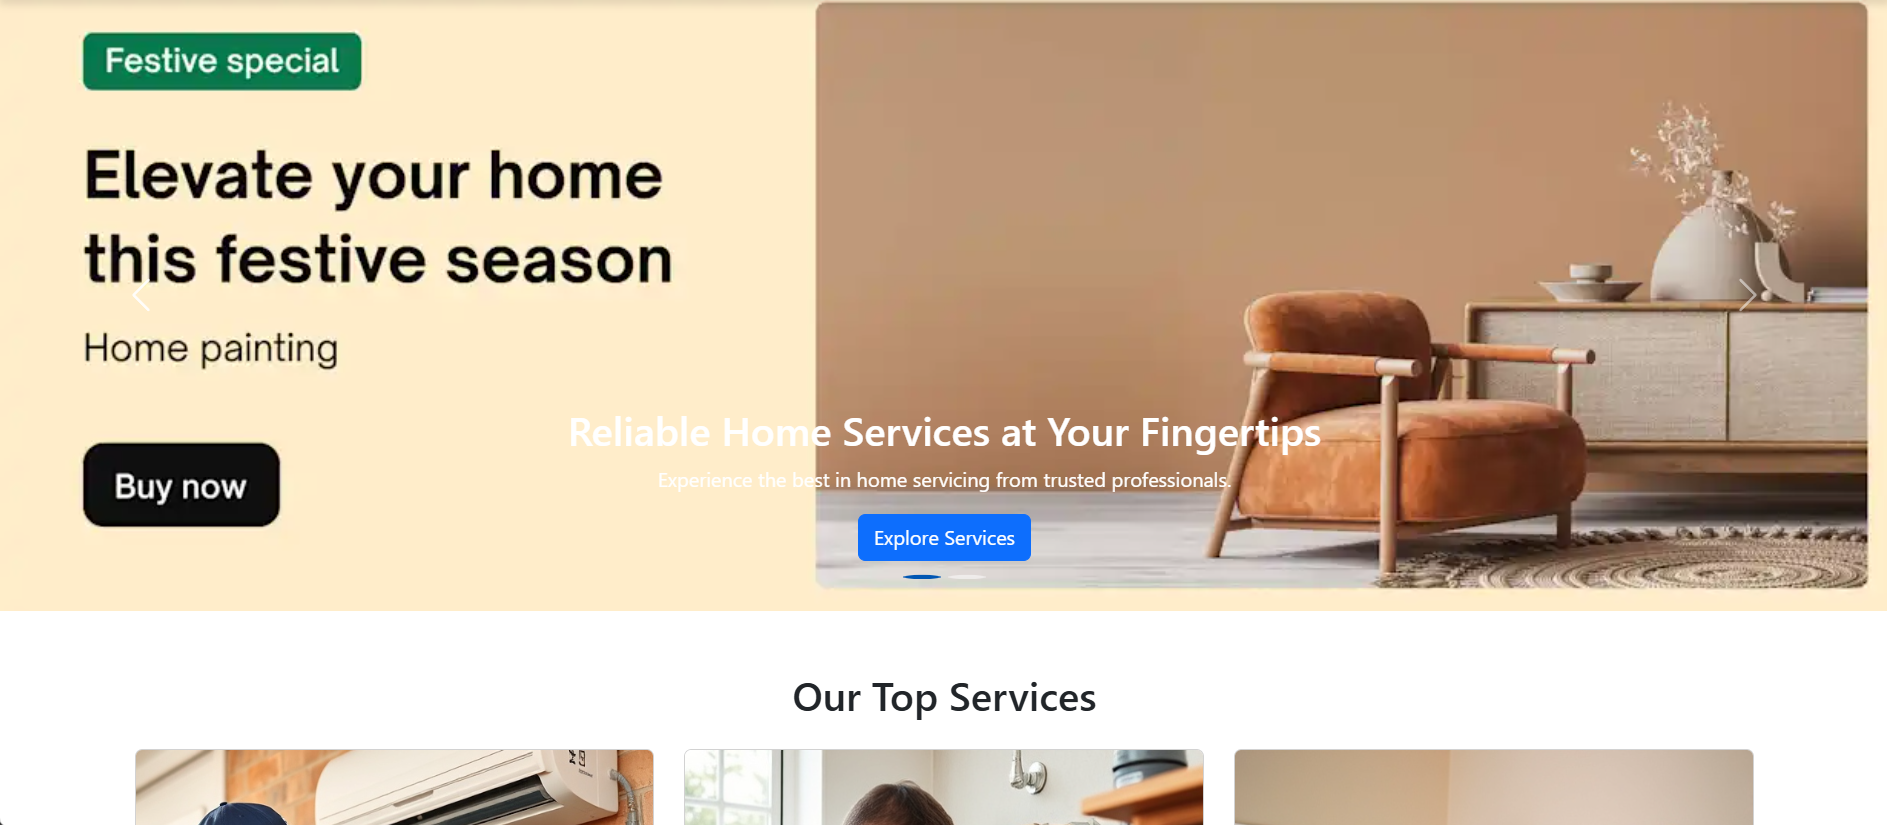 Festive special
Elevate your home
this festive season
Home painting
Buy now
Reliable Home Services at Your Fingertips
Experience the best in home servicing from trusted professionals.
Explore Services
Our Top Services